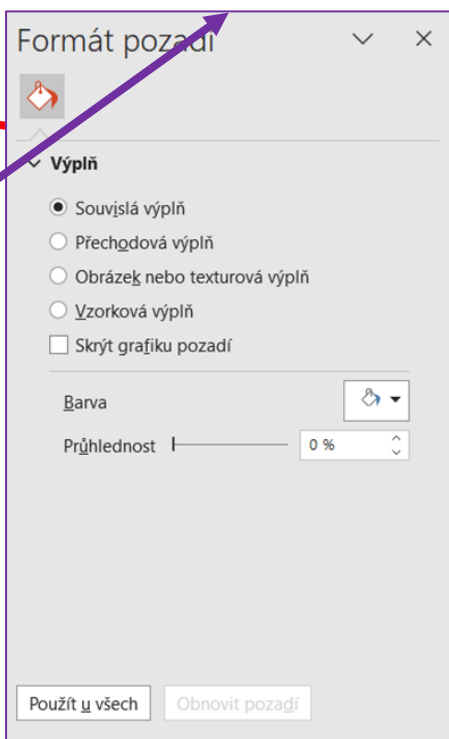 Formát pozadí
Výplň
Souvislá výplň
Přechodová výplň
Obrázek nebo texturová výplň
Vzorková výplň
Skrýt grafiku pozadí
Barva
Průhlednost 0 %
Použít u všech Obnovit pozadí